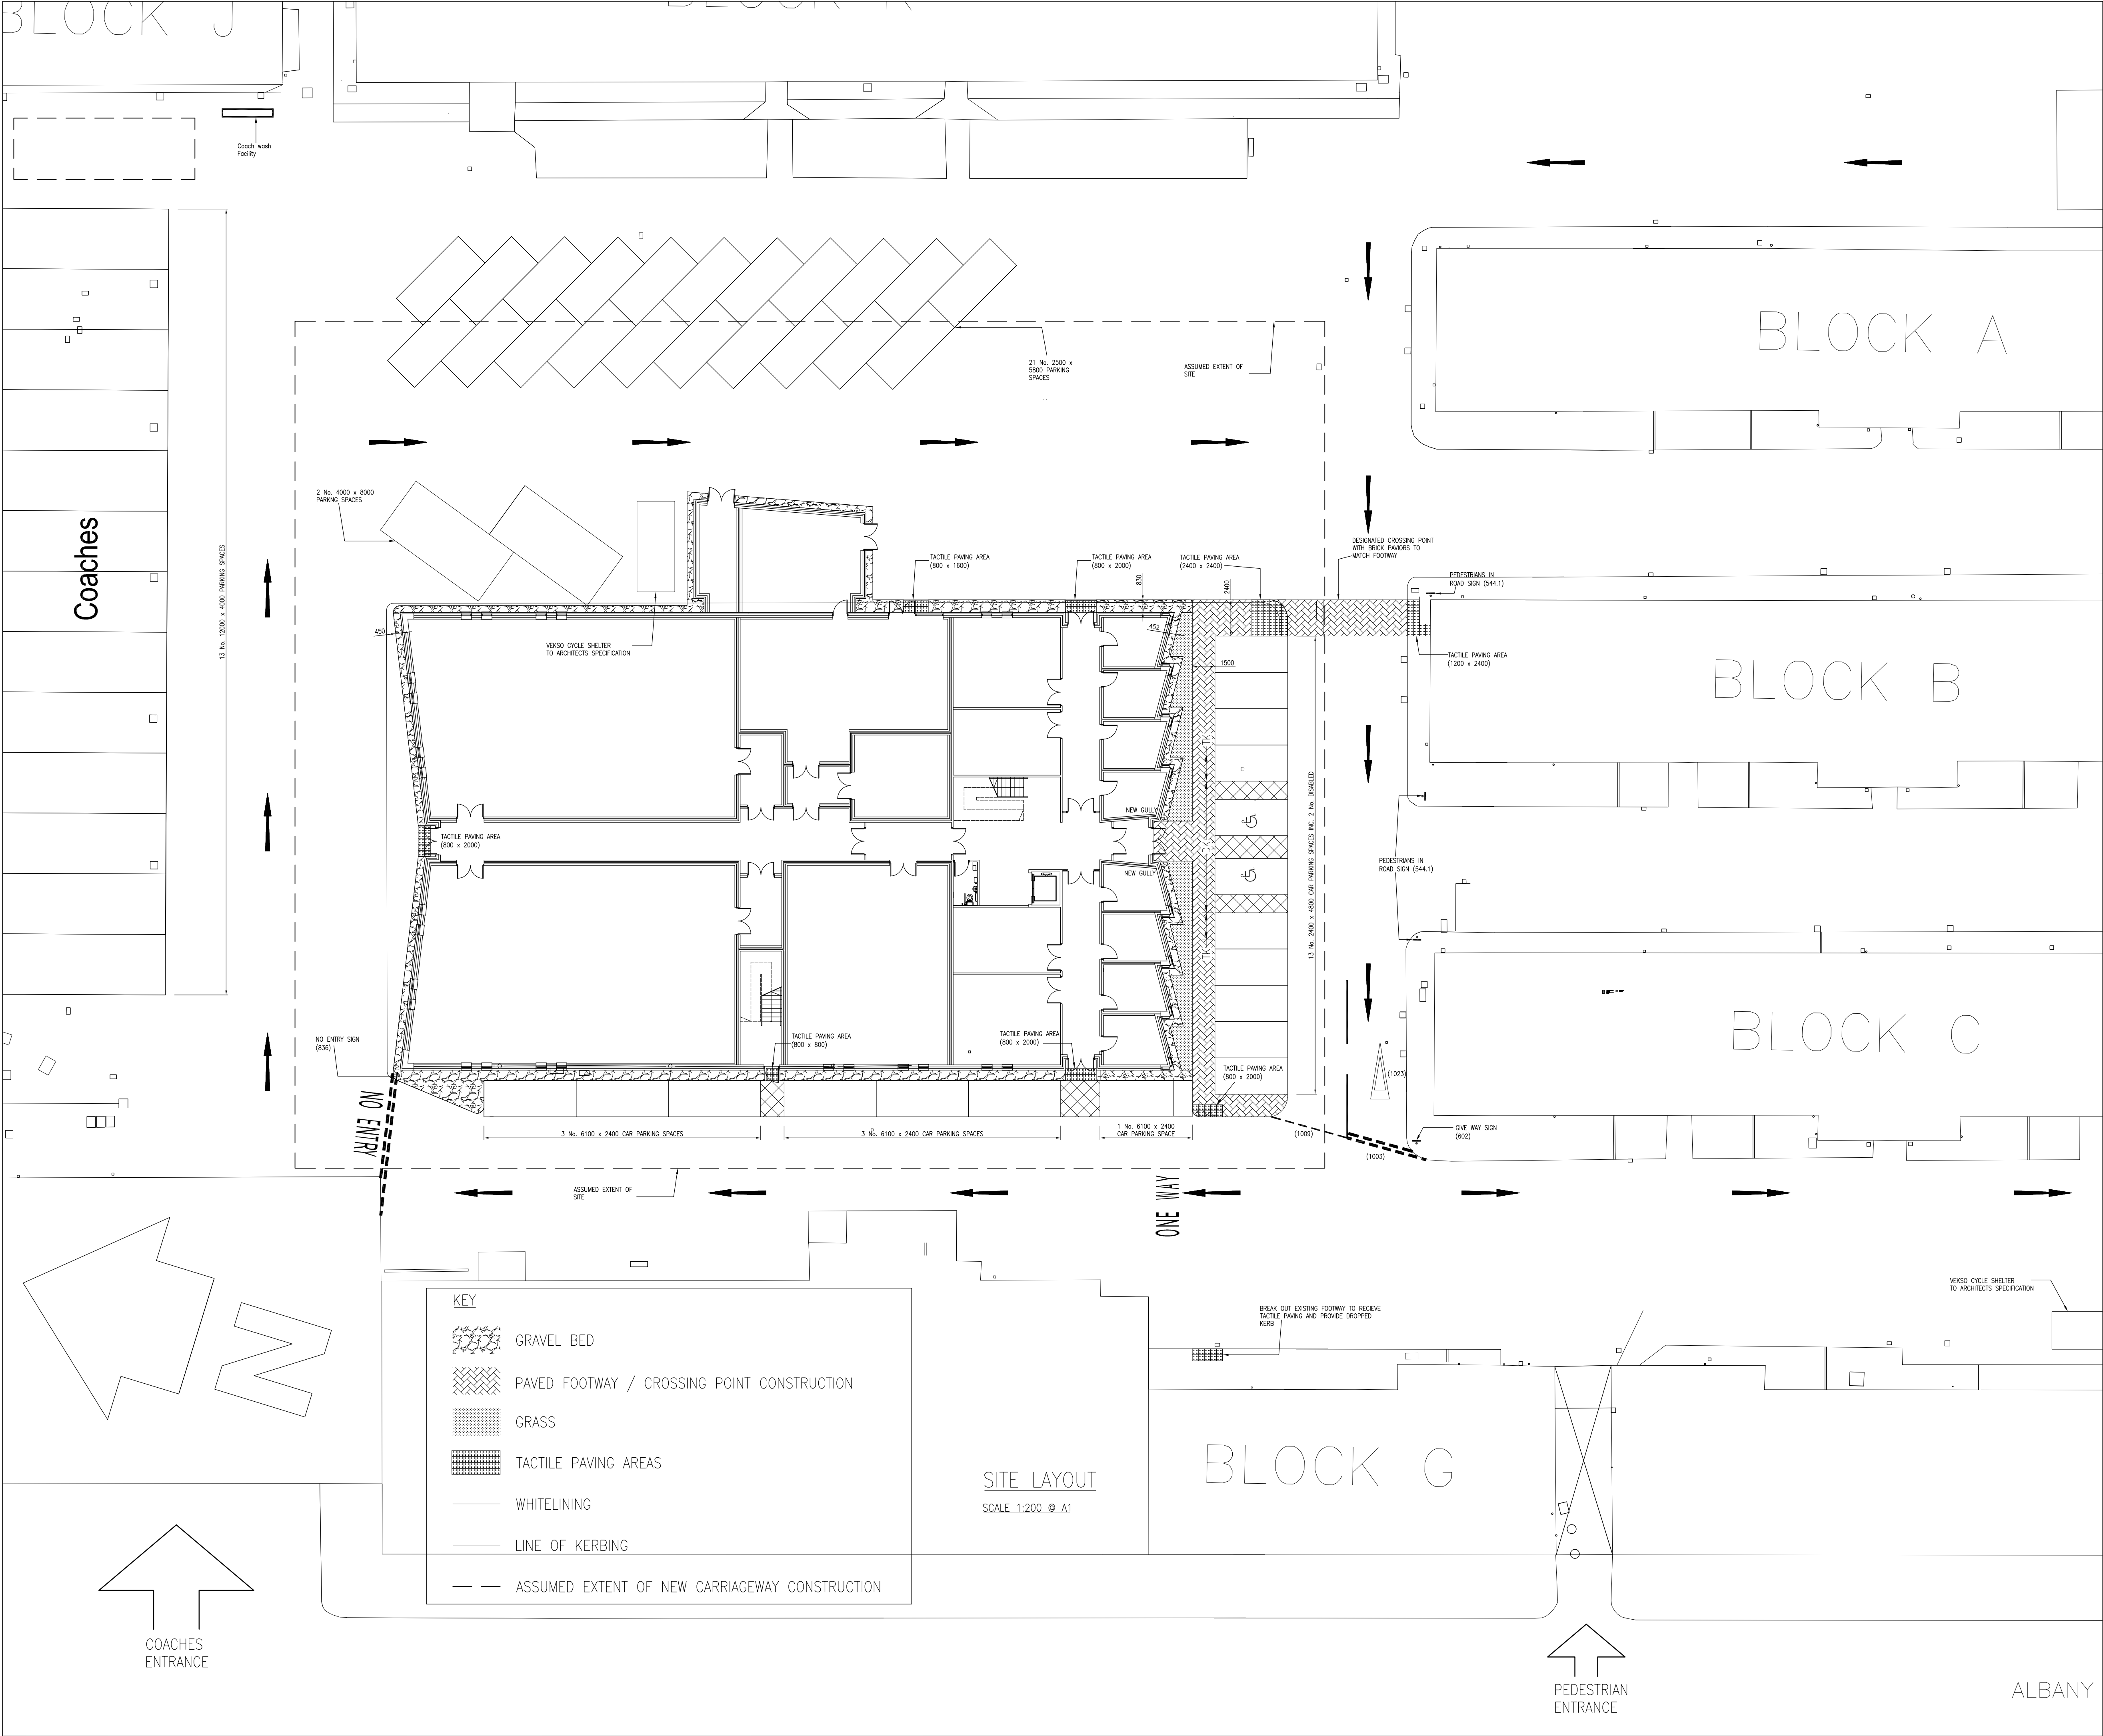 BLOCK J
BLOCK K
Coach wash
Facility
Coaches
13 No. 12000 x 4000 PARKING SPACES
21 No. 2500 x
5800 PARKING
SPACES
ASSUMED EXTENT OF
SITE
BLOCK A
2 No. 4000 x 8000
PARKNG SPACES
VEKSO CYCLE SHELTER
TO ARCHITECTS SPECIFICATION
TACTILE PAVING AREA
(800 x 1600)
TACTILE PAVING AREA
(800 x 2000)
TACTILE PAVING AREA
(2400 x 2400)
DESIGNATED CROSSING POINT
WITH BRICK PAVIORS TO
MATCH FOOTWAY
PEDESTRIANS IN
ROAD SIGN (544.1)
830
2400
450
452
1500
TACTILE PAVING AREA
(1200 x 2400)
BLOCK B
TK
DK
TK
NEW GULLY
NEW GULLY
13 No. 2400 x 4800 CAR PARKING SPACES INC. 2 No. DISABLED
TACTILE PAVING AREA
(800 x 2000)
PEDESTRIANS IN
ROAD SIGN (544.1)
BLOCK C
NO ENTRY SIGN
(836)
NO ENTRY
TACTILE PAVING AREA
(800 x 800)
TACTILE PAVING AREA
(800 x 2000)
TACTILE PAVING AREA
(800 x 2000)
3 No. 6100 x 2400 CAR PARKING SPACES
3 No. 6100 x 2400 CAR PARKING SPACES
1 No. 6100 x 2400
CAR PARKING SPACE
(1009)
(1003)
(1023)
GIVE WAY SIGN
(602)
ASSUMED EXTENT OF
SITE
ONE WAY
N
KEY
GRAVEL BED
PAVED FOOTWAY / CROSSING POINT CONSTRUCTION
GRASS
TACTILE PAVING AREAS
WHITELINING
LINE OF KERBING
ASSUMED EXTENT OF NEW CARRIAGEWAY CONSTRUCTION
SITE LAYOUT
SCALE 1:200 @ A1
BREAK OUT EXISTING FOOTWAY TO RECIEVE
TACTILE PAVING AND PROVIDE DROPPED
KERB
VEKSO CYCLE SHELTER
TO ARCHITECTS SPECIFICATION
BLOCK G
COACHES
ENTRANCE
PEDESTRIAN
ENTRANCE
ALBANY